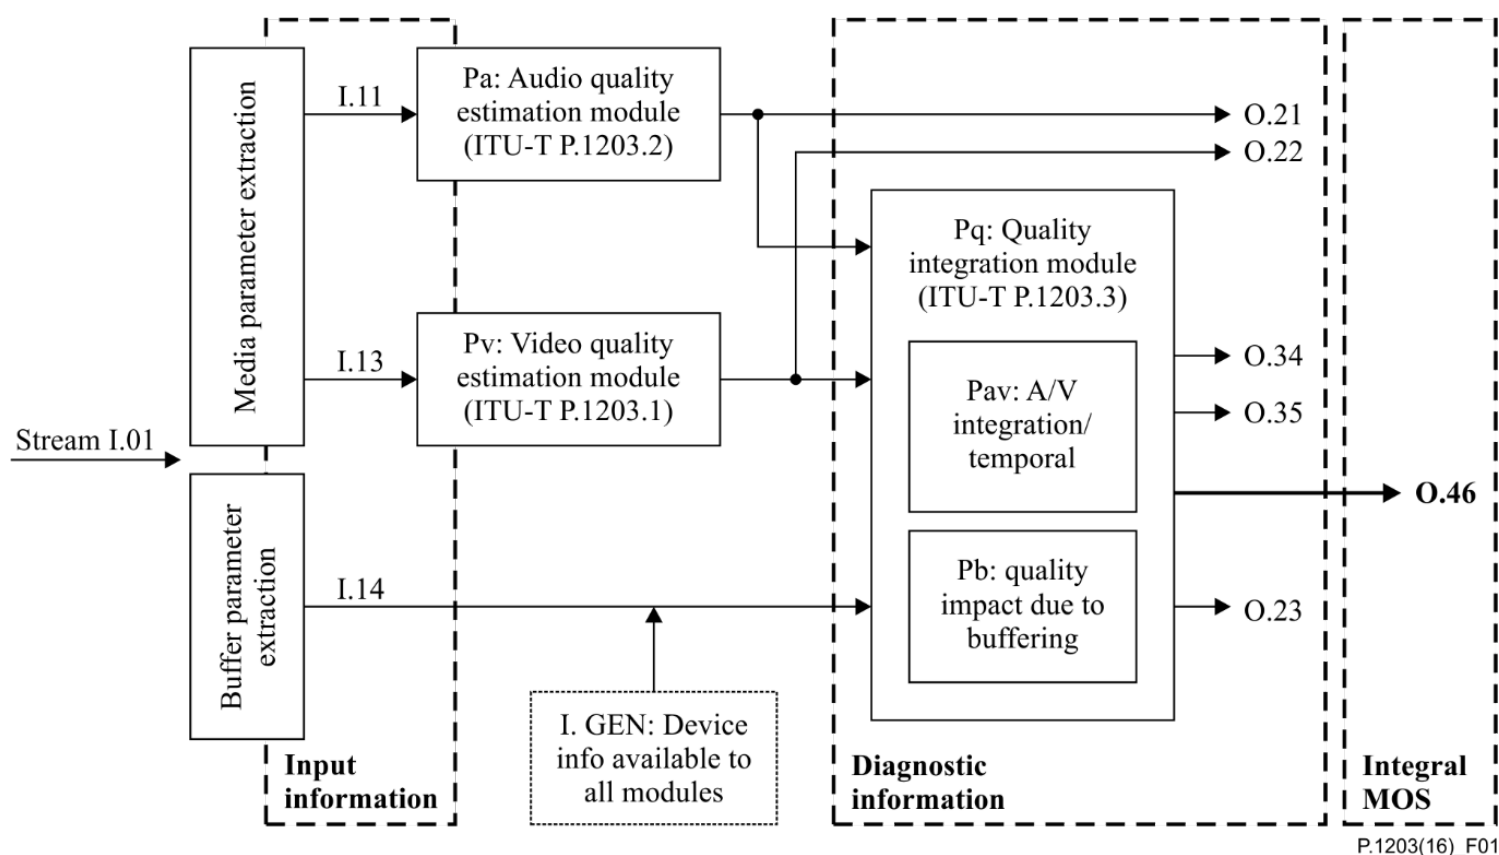 Stream I.01
Media parameter extraction
Buffer parameter
extraction
I.11
I.13
I.14
Input
information
Pa: Audio quality
estimation module
(ITU-T P.1203.2)
Pv: Video quality
estimation module
(ITU-T P.1203.1)
I. GEN: Device
info available to
all modules
Pq: Quality
integration module
(ITU-T P.1203.3)
Pav: A/V
integration/
temporal
Pb: quality
impact due to
buffering
O.21
O.22
O.34
O.35
O.23
Diagnostic
information
O.46
Integral
MOS
P.1203(16)_F01